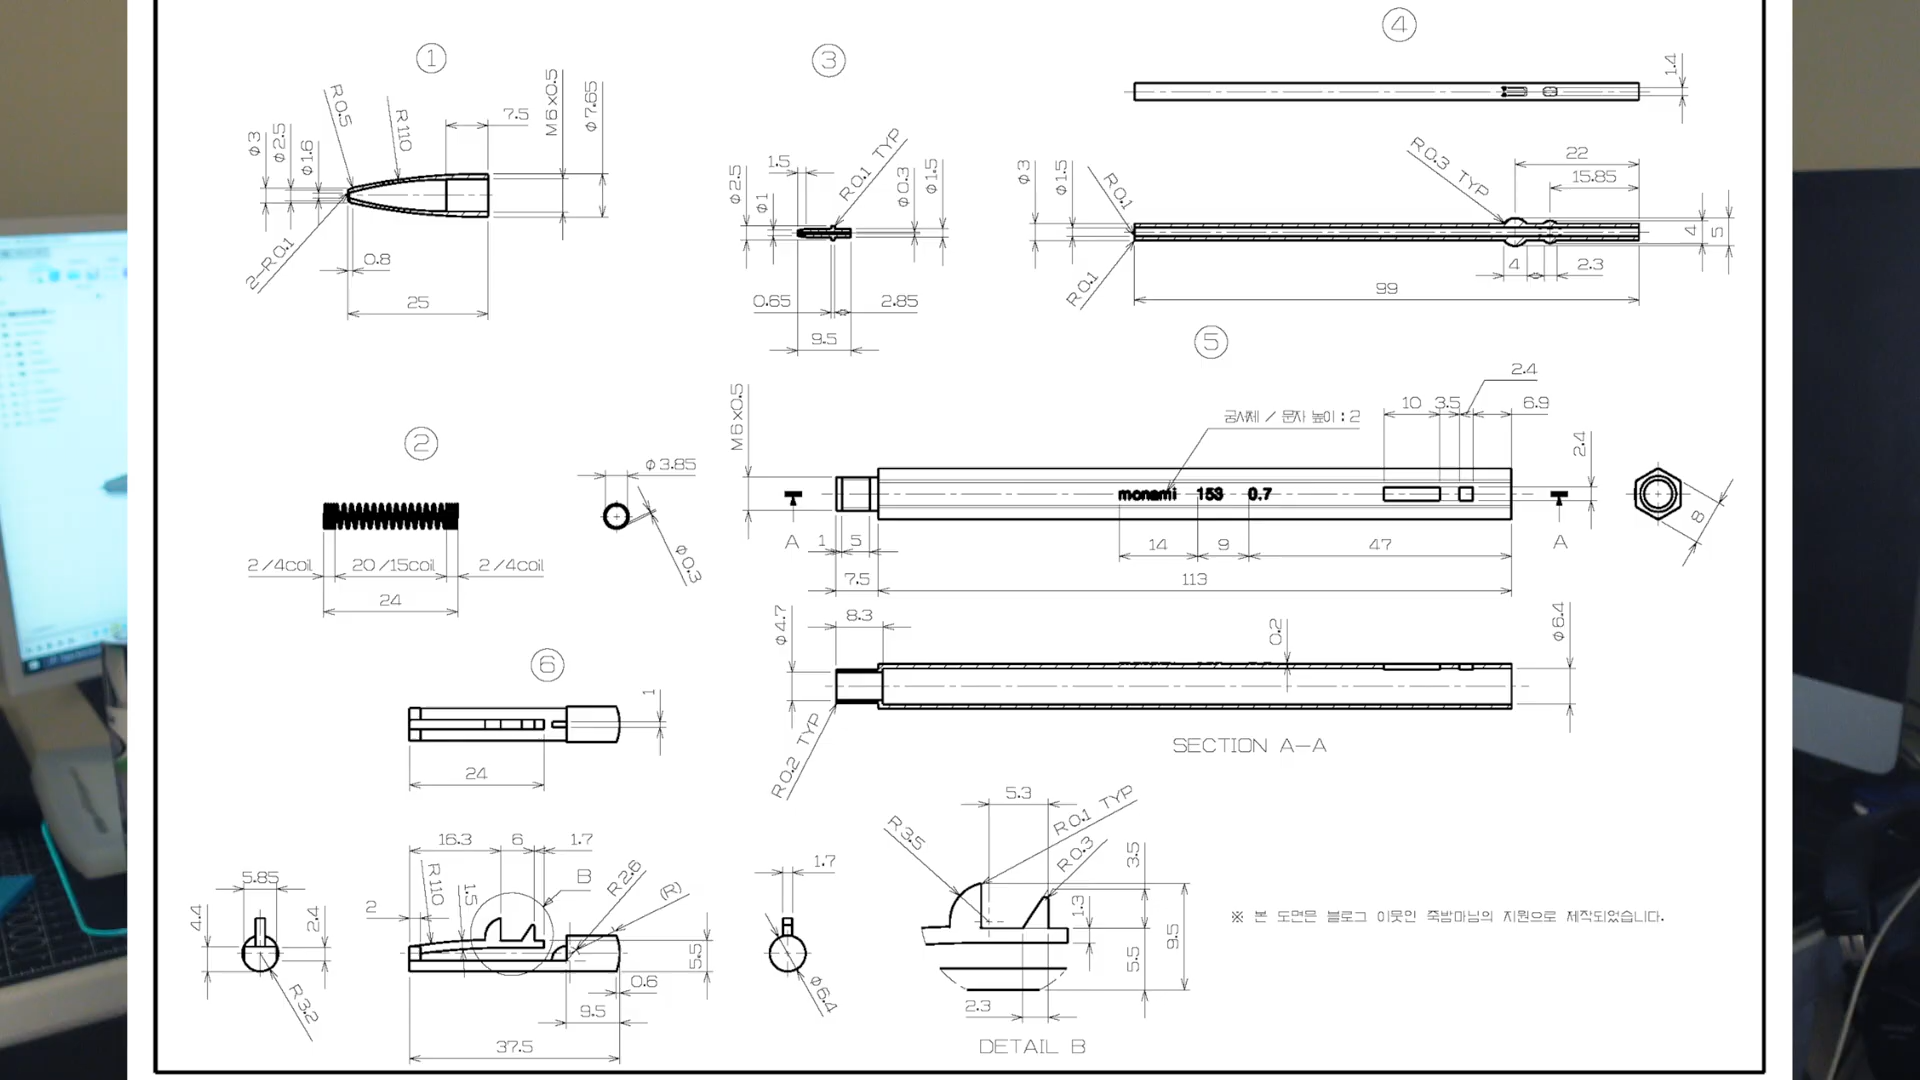 ①
R0.5
R110
7.5
M6x0.5
ϕ7.65
ϕ3
ϕ2.5
ϕ1.6
2-R0.1
0.8
25
③
1.5
R0.1 TYP
ϕ2.5
ϕ1
ϕ0.3
ϕ1.5
0.65
2.85
9.5
④
1.4
22
R0.3 TYP
15.85
ϕ3
ϕ1.5
R0.1
R0.1
4
5
4
2.3
99
②
ϕ3.85
ϕ0.3
2/4coil
20/15coil
2/4coil
24
⑤
2.4
M6x0.5
굼사체 / 문자 높이 : 2
10
3.5
6.9
2.4
monami 153 0.7
8
A
A
1
5
14
9
47
7.5
113
ϕ4.7
8.3
0.2
ϕ6.4
R0.2 TYP
SECTION A-A
⑥
1
24
16.3
6
1.7
R110
1.5
B
R2.6
(R)
2
5.85
4.4
2.4
R3.2
5.5
0.6
9.5
37.5
1.7
ϕ6.4
5.3
R0.1 TYP
R3.5
R0.3
3.5
1.3
9.5
5.5
2.3
DETAIL B
※ 본 도면은 블로그 이웃인 죽밤마님의 지원으로 제작되었습니다.